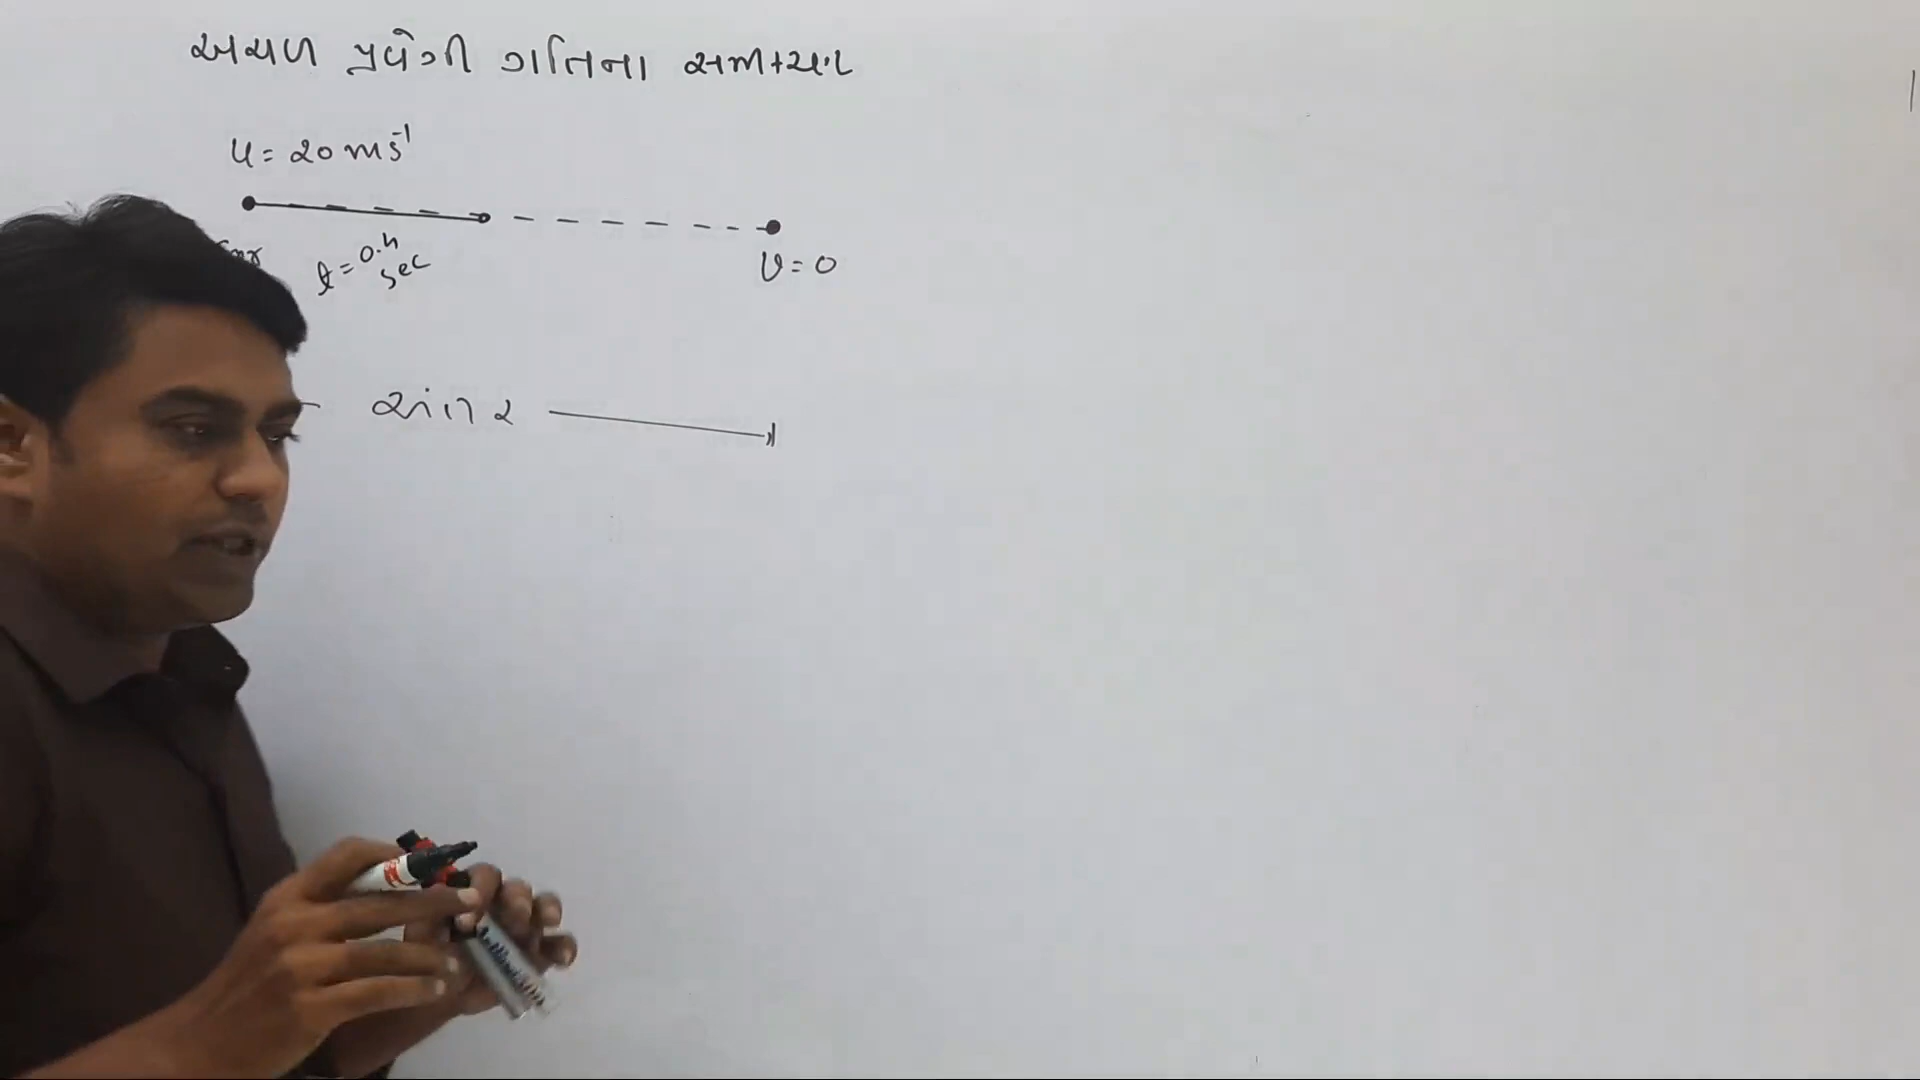 અચળ પ્રવેગી ગતિના સમીકરણ
u = 20 ms⁻¹
t = 0.4
sec
v = 0
અંતર